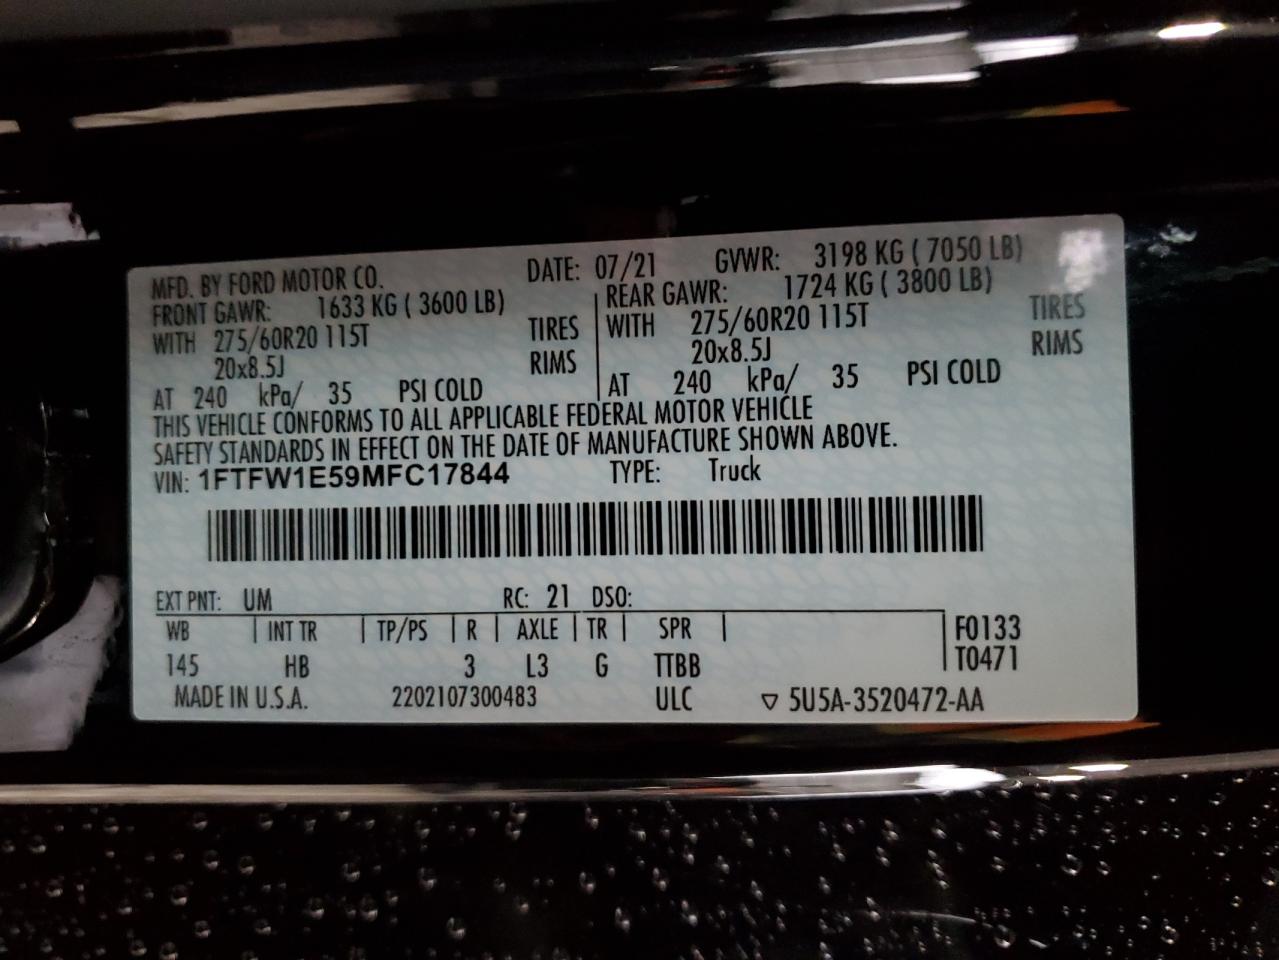 MFD. BY FORD MOTOR CO. DATE: 07/21 GVWR: 3198 KG ( 7050 LB)
FRONT GAWR: 1633 KG ( 3600 LB) REAR GAWR: 1724 KG ( 3800 LB)
WITH 275/60R20 115T TIRES WITH 275/60R20 115T TIRES
20x8.5J RIMS 20x8.5J RIMS
AT 240 kPa/ 35 PSI COLD AT 240 kPa/ 35 PSI COLD
THIS VEHICLE CONFORMS TO ALL APPLICABLE FEDERAL MOTOR VEHICLE
SAFETY STANDARDS IN EFFECT ON THE DATE OF MANUFACTURE SHOWN ABOVE.
VIN: 1FTFW1E59MFC17844 TYPE: Truck
EXT PNT: UM RC: 21 DSO:
WB INT TR TP/PS R AXLE TR SPR F0133
145 HB 3 L3 G TTBB T0471
MADE IN U.S.A. 2202107300483 ULC ▽ 5U5A-3520472-AA